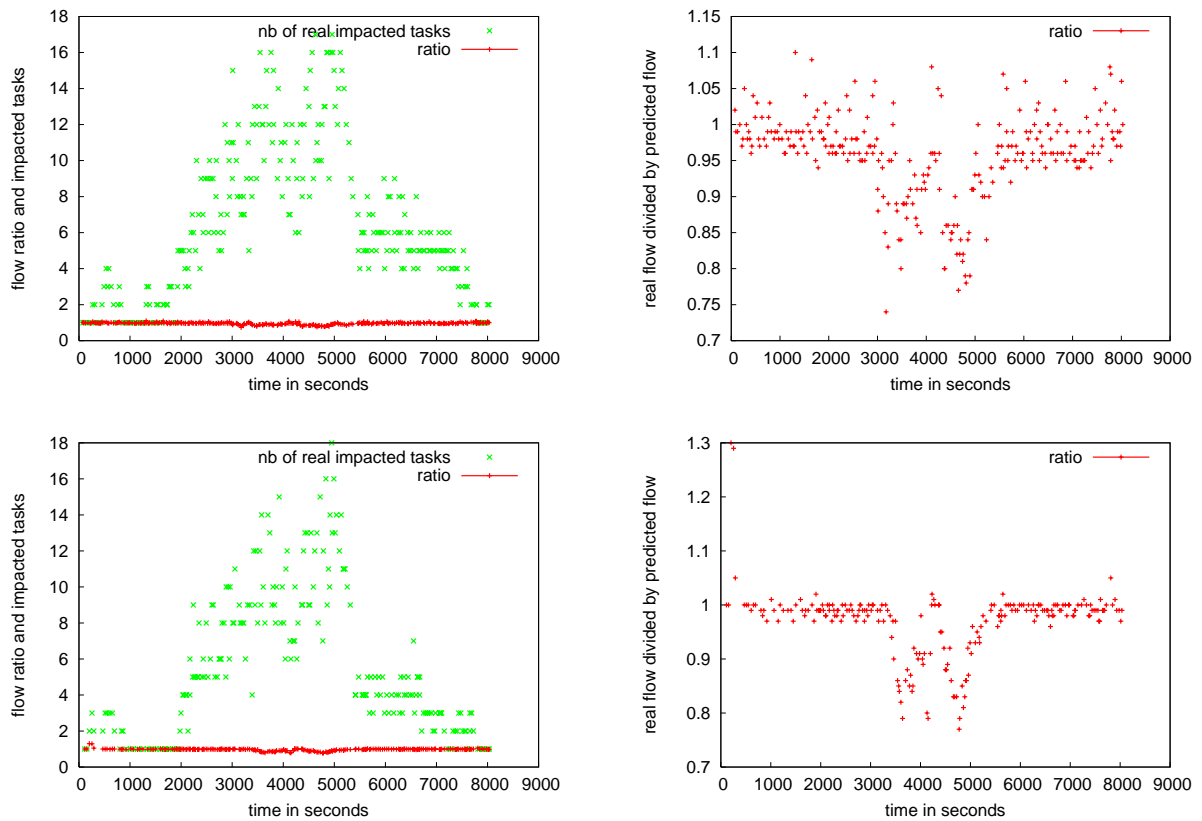 18
16
14
12
10
8
6
4
2
0
0 1000 2000 3000 4000 5000 6000 7000 8000 9000
flow ratio and impacted tasks
time in seconds
nb of real impacted tasks
ratio
1.15
1.1
1.05
1
0.95
0.9
0.85
0.8
0.75
0.7
0 1000 2000 3000 4000 5000 6000 7000 8000 9000
real flow divided by predicted flow
time in seconds
ratio
18
16
14
12
10
8
6
4
2
0
0 1000 2000 3000 4000 5000 6000 7000 8000 9000
flow ratio and impacted tasks
time in seconds
nb of real impacted tasks
ratio
1.3
1.2
1.1
1
0.9
0.8
0.7
0 1000 2000 3000 4000 5000 6000 7000 8000 9000
real flow divided by predicted flow
time in seconds
ratio